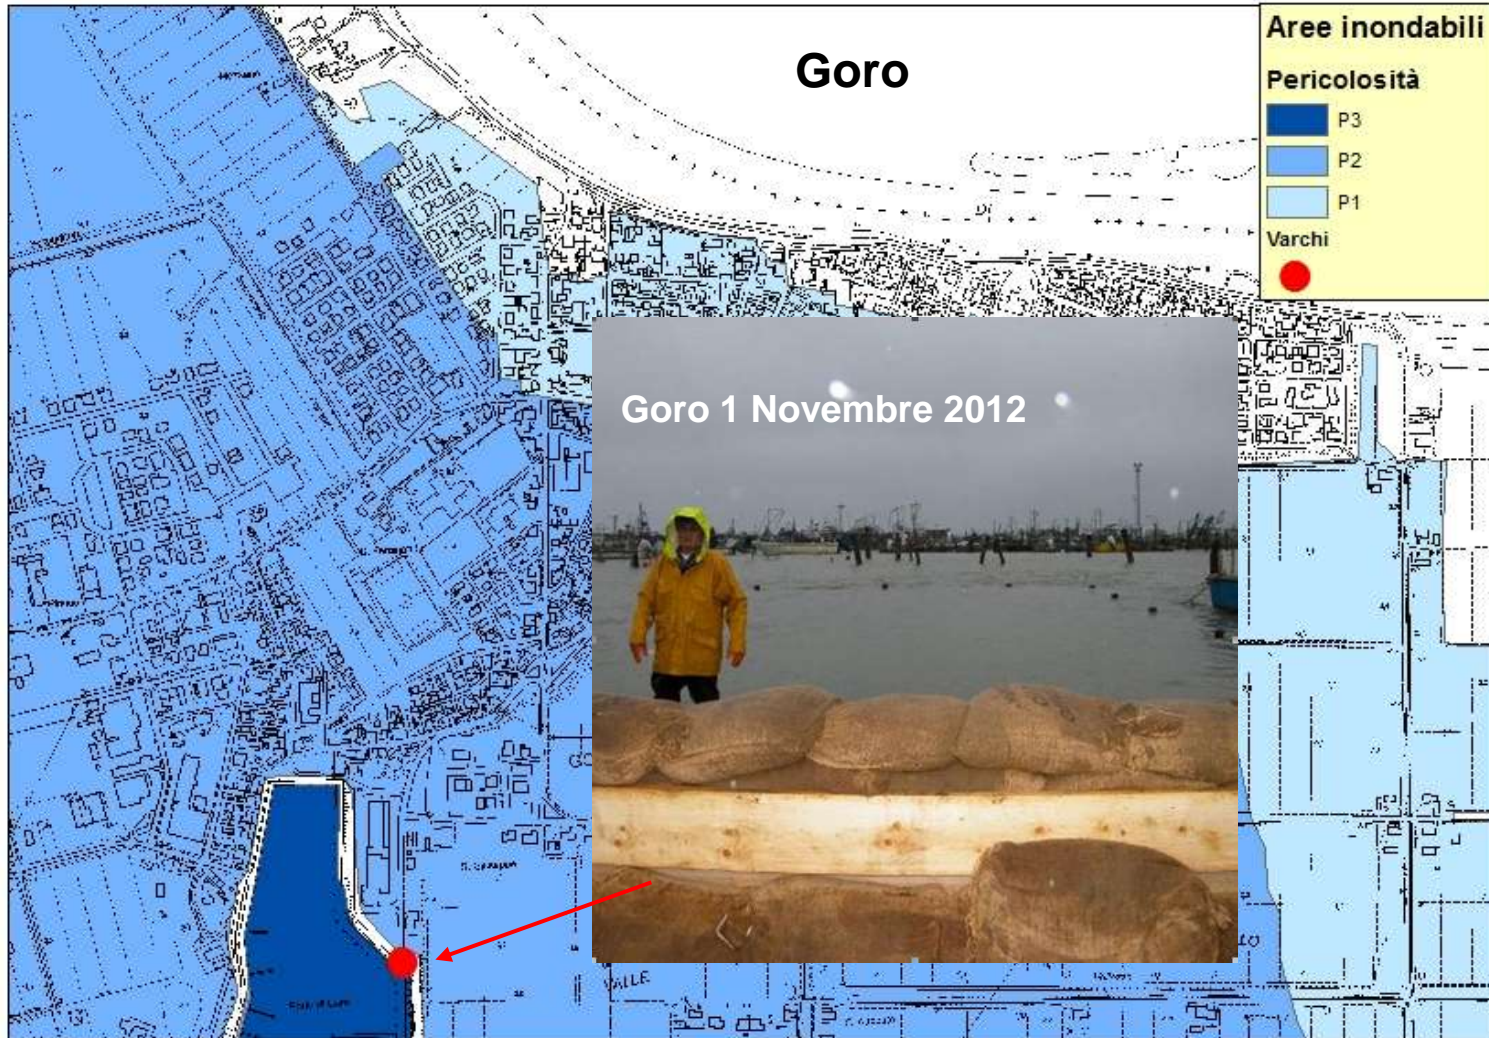 Goro
Aree inondabili
Pericolosità
P3
P2
P1
Varchi
Goro 1 Novembre 2012
VALLE